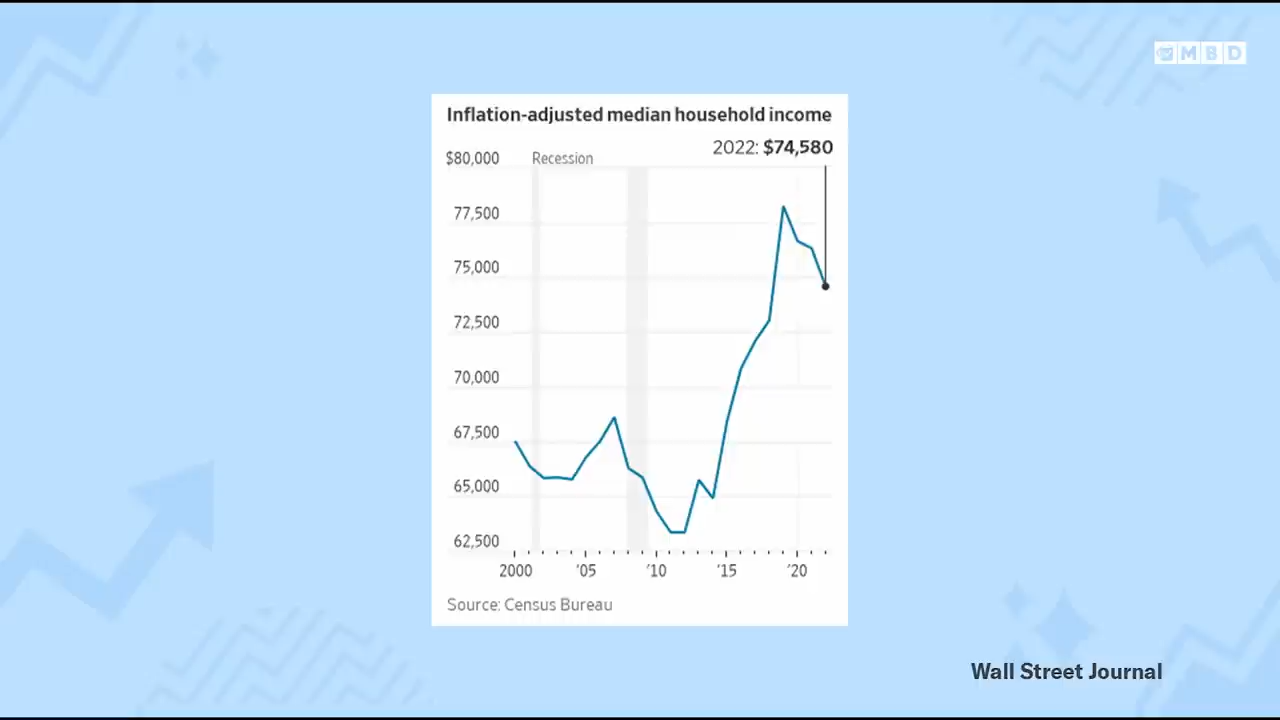 MBD
Inflation-adjusted median household income
2022: $74,580
$80,000
Recession
77,500
75,000
72,500
70,000
67,500
65,000
62,500
2000 '05 '10 '15 '20
Source: Census Bureau
Wall Street Journal